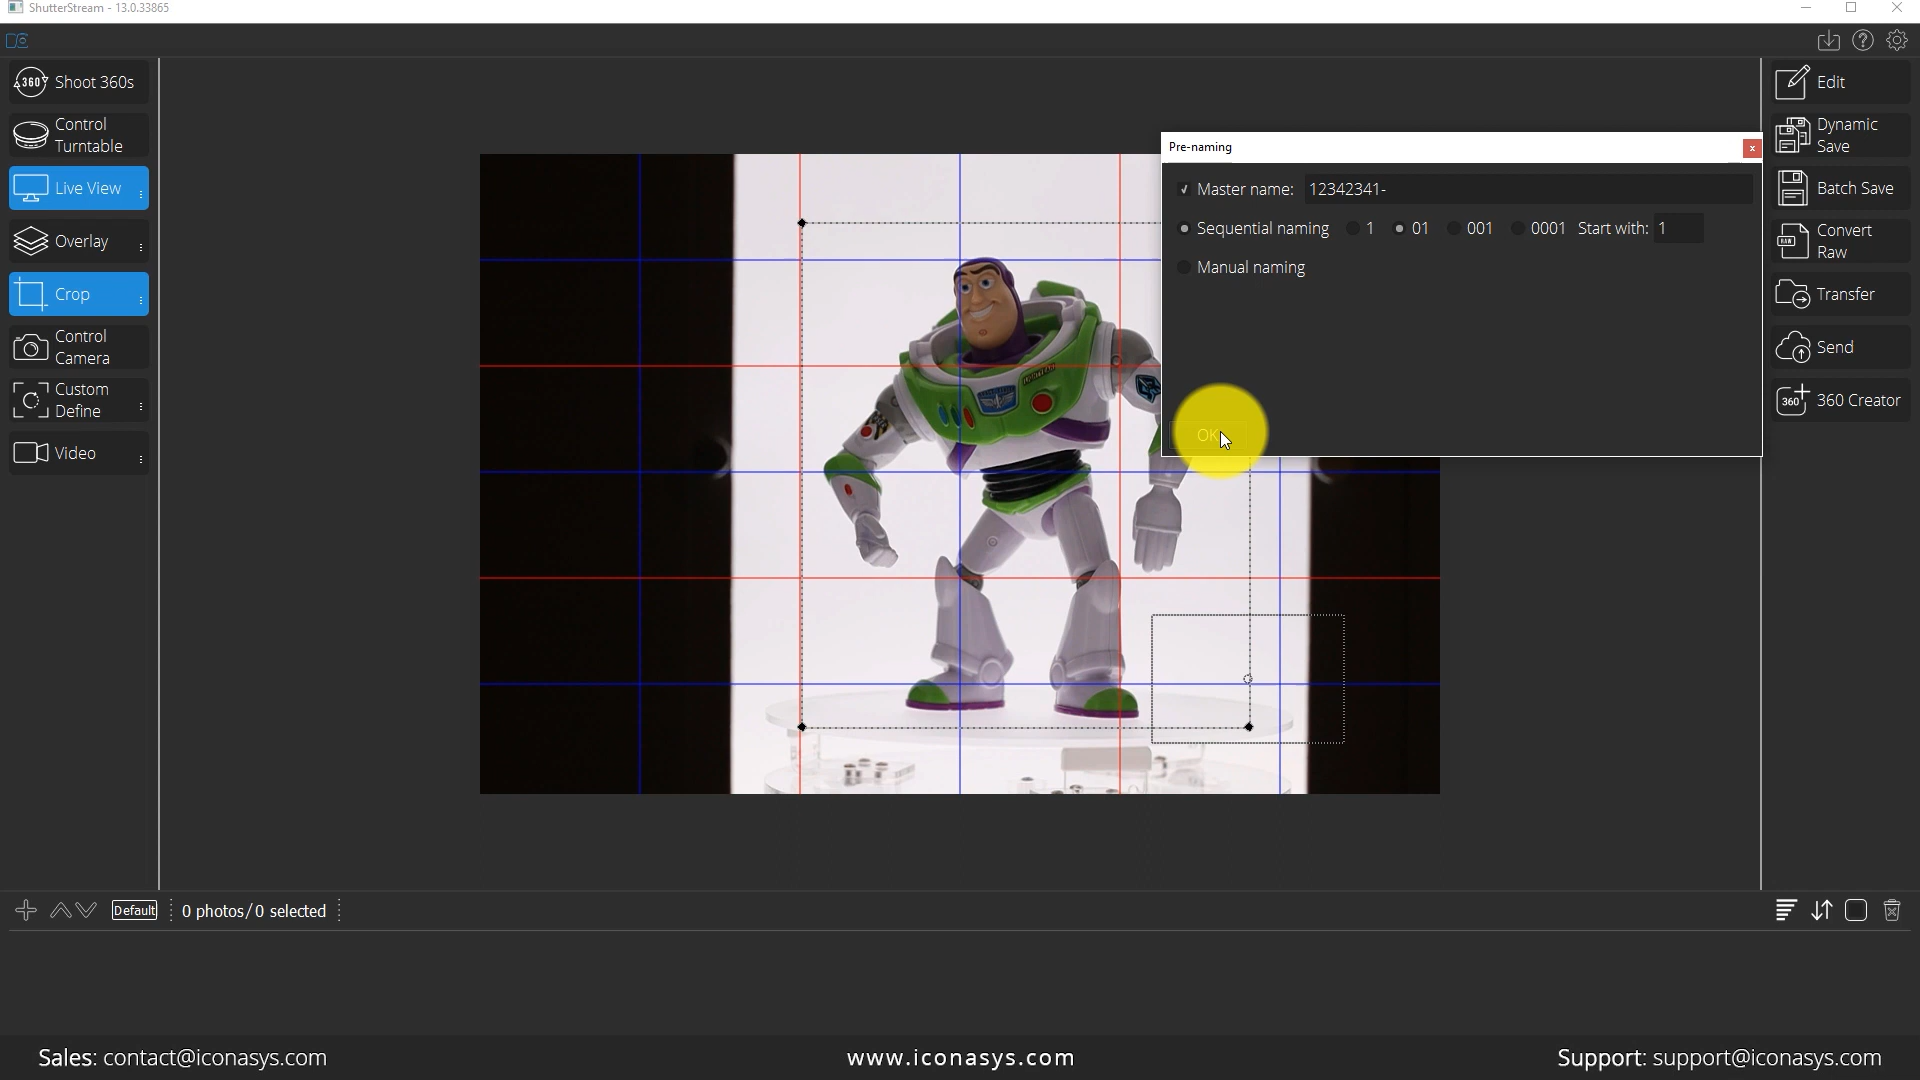 ShutterStream - 13.0.33865
Shoot 360s
Control
Turntable
Live View
Overlay
Crop
Control
Camera
Custom
Define
Video
Pre-naming
Master name: 12342341-
Sequential naming 1 01 001 0001 Start with: 1
Manual naming
OK
Edit
Dynamic
Save
Batch Save
RAW
Convert
Raw
Transfer
Send
360 Creator
Default
0 photos/0 selected
Sales: contact@iconasys.com
www.iconasys.com
Support: support@iconasys.com